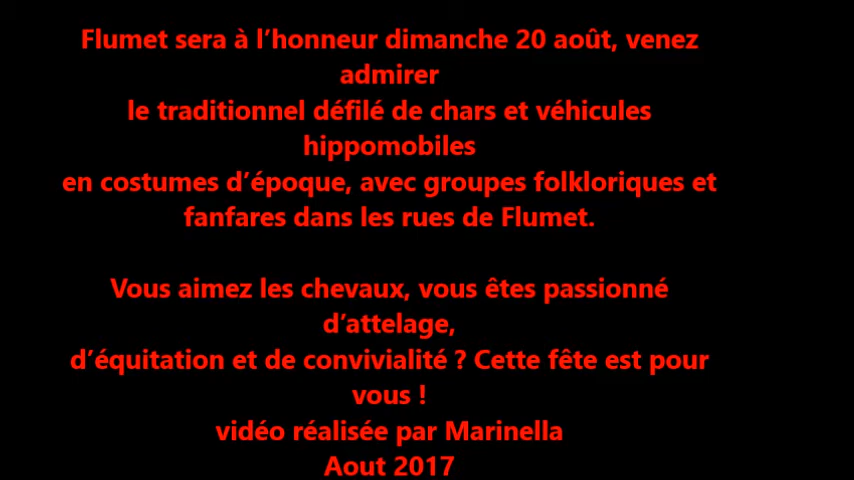 Flumet sera à l’honneur dimanche 20 août, venez
admirer
le traditionnel défilé de chars et véhicules
hippomobiles
en costumes d’époque, avec groupes folkloriques et
fanfares dans les rues de Flumet.
Vous aimez les chevaux, vous êtes passionné
d’attelage,
d’équitation et de convivialité ? Cette fête est pour
vous !
vidéo réalisée par Marinella
Aout 2017